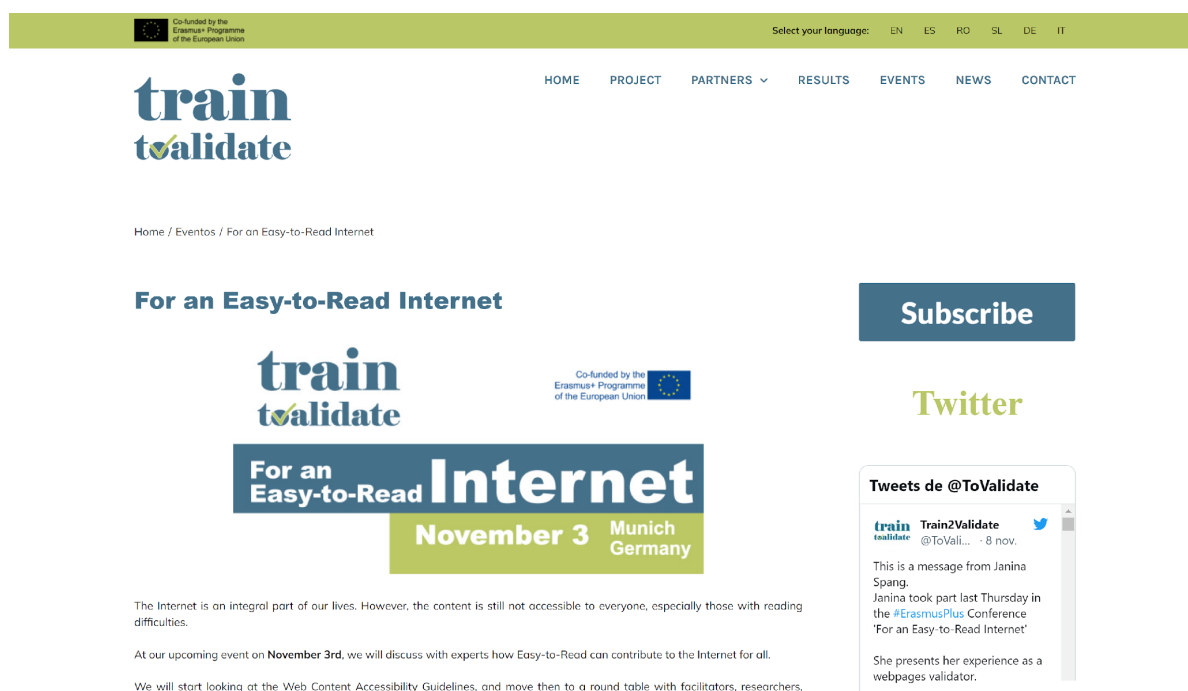 Co-funded by the
Erasmus+ Programme
of the European Union
Select your language: EN ES RO SL DE IT
train
tovalidate
HOME PROJECT PARTNERS RESULTS EVENTS NEWS CONTACT
Home / Eventos / For an Easy-to-Read Internet
For an Easy-to-Read Internet
train
tovalidate
Co-funded by the
Erasmus+ Programme
of the European Union
For an
Easy-to-Read Internet
November 3 Munich
Germany
The Internet is an integral part of our lives. However, the content is still not accessible to everyone, especially those with reading
difficulties.
At our upcoming event on November 3rd, we will discuss with experts how Easy-to-Read can contribute to the Internet for all.
We will start looking at the Web Content Accessibility Guidelines, and move then to a round table with facilitators, researchers,
Subscribe
Twitter
Tweets de @ToValidate
train
tovalidate
Train2Validate
@ToVali... · 8 nov.
This is a message from Janina
Spang.
Janina took part last Thursday in
the #ErasmusPlus Conference
'For an Easy-to-Read Internet'
She presents her experience as a
webpages validator.